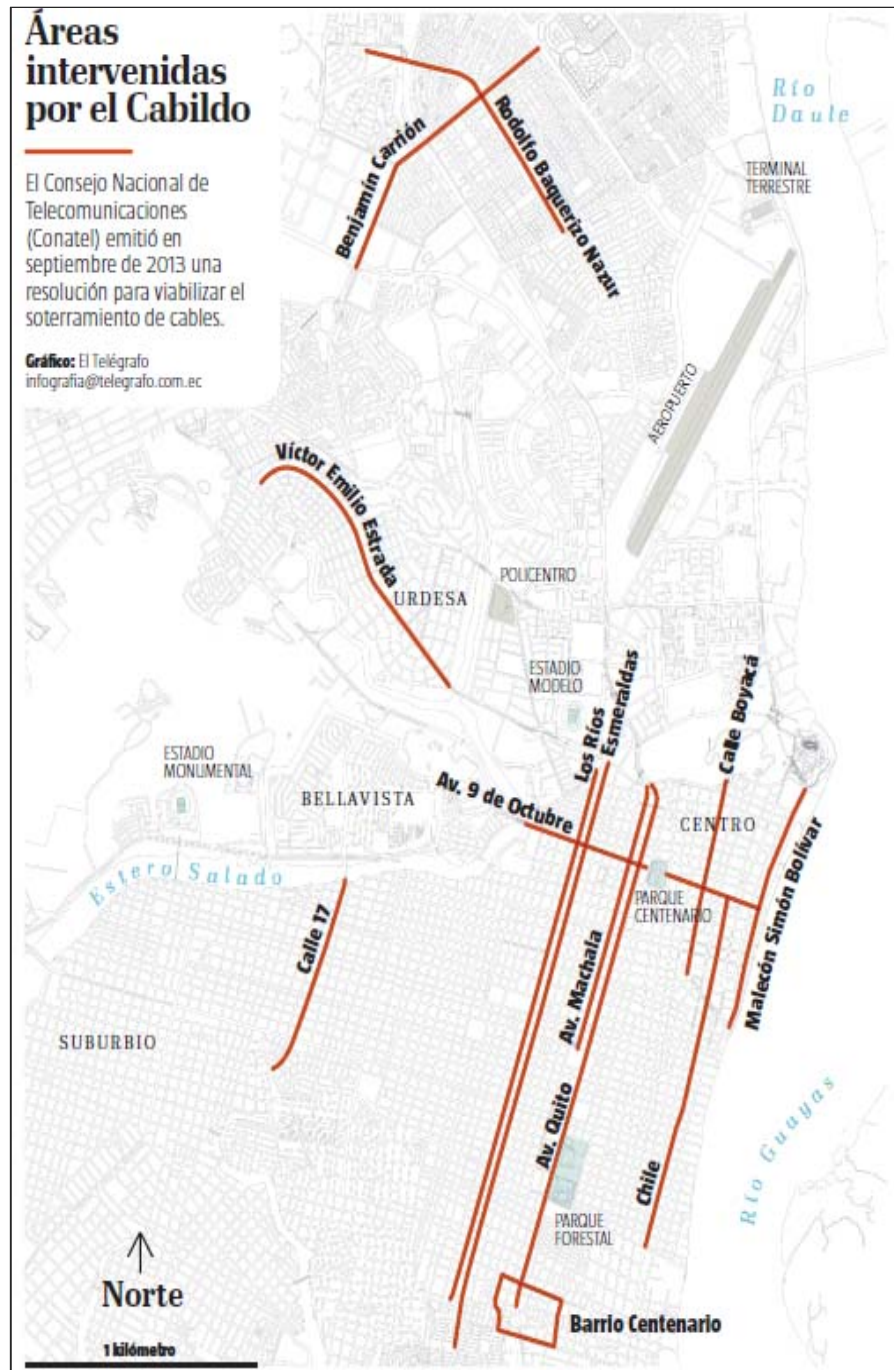 Áreas
intervenidas
por el Cabildo
El Consejo Nacional de
Telecomunicaciones
(Conatel) emitió en
septiembre de 2013 una
resolución para viabilizar el
soterramiento de cables.
Gráfico: El Telégrafo
infografia@telegrafo.com.ec
Río
Daule
Benjamín Carrión
Rodolfo Baquerizo Nazur
TERMINAL
TERRESTRE
AEROPUERTO
Víctor Emilio Estrada
URDESA
POLICENTRO
ESTADIO
MODELO
Los Ríos
Esmeraldas
Calle Boyacá
ESTADIO
MONUMENTAL
BELLAVISTA
Av. 9 de Octubre
CENTRO
Estero Salado
PARQUE
CENTENARIO
Malecón Simón Bolívar
Calle 17
Av. Machala
SUBURBIO
Av. Quito
Chile
Río Guayas
PARQUE
FORESTAL
Norte
Barrio Centenario
1 kilómetro